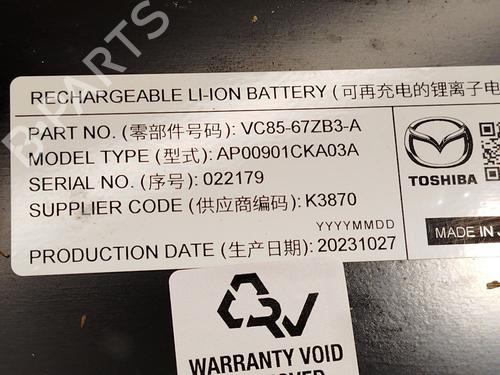 B-PARTS
RECHARGEABLE LI-ION BATTERY (可再充电的锂离子电
PART NO. (零部件号码): VC85-67ZB3-A
MODEL TYPE (型式): AP00901CKA03A
SERIAL NO. (序号): 022179
SUPPLIER CODE (供应商编码): K3870
YYYYMMDD
PRODUCTION DATE (生产日期): 20231027
TOSHIBA
MADE IN
CRV
WARRANTY VOID